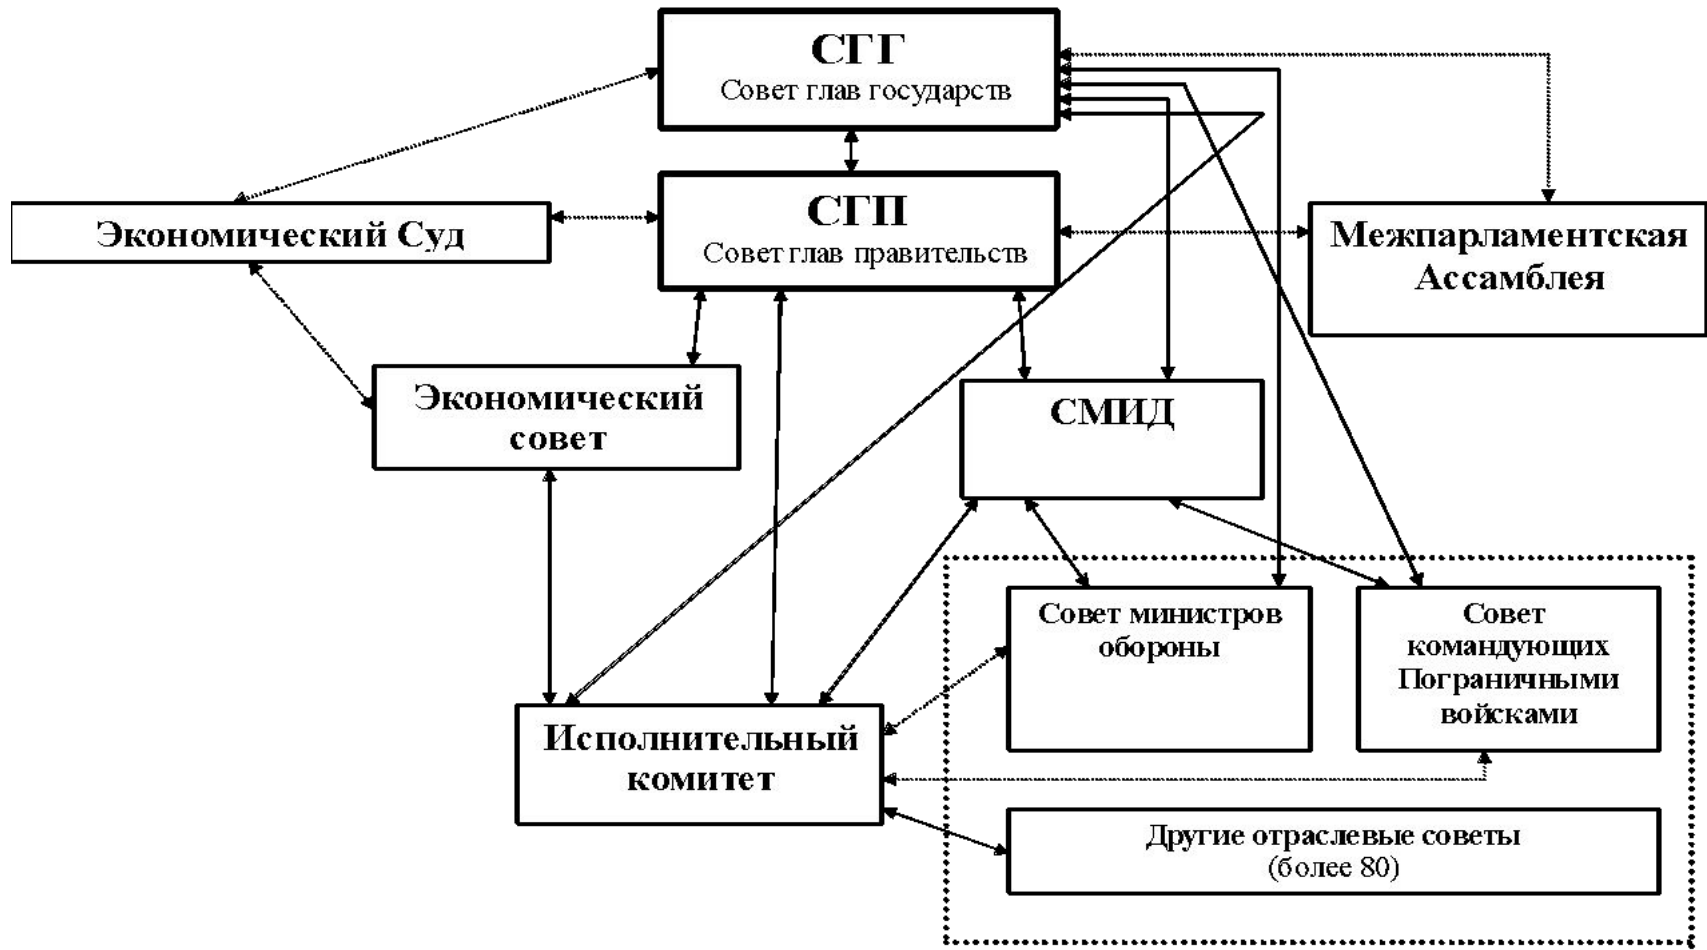 СГГ
Совет глав государств
СГП
Совет глав правительств
Экономический Суд
Межпарламентская
Ассамблея
Экономический
совет
СМИД
Совет министров
обороны
Совет
командующих
Пограничными
войсками
Исполнительный
комитет
Другие отраслевые советы
(более 80)